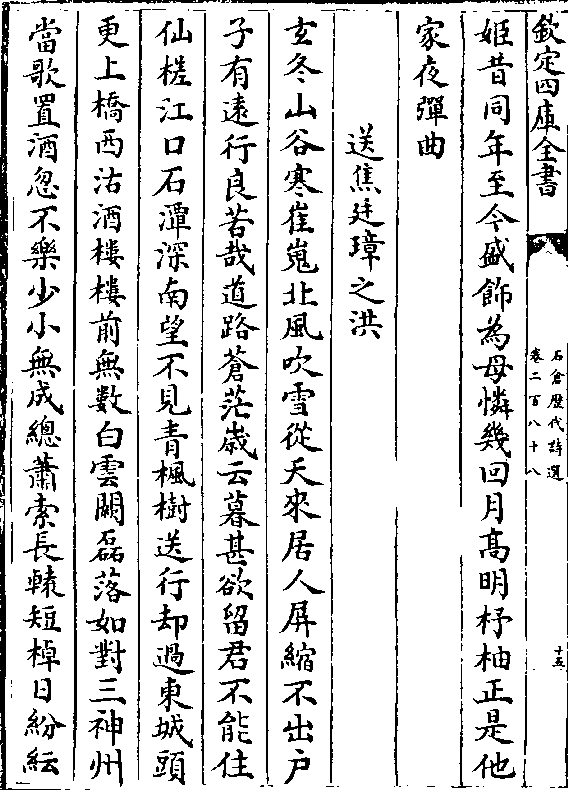 欽定四庫全書
石倉歷代詩選
卷二百八十八
十五
姬昔同年至今盛飾為母憐幾回月髙明杼柚正是他
家夜彈曲
送焦廷璋之洪
玄冬山谷寒崔嵬北風吹雪從天來居人屏縮不出戸
子有逺行良苦哉道路蒼茫嵗云暮甚欲留君不能住
仙槎江口石潭深南望不見青楓樹送行却過東城頭
更上橋西沽酒樓樓前無數白雲闕磊落如對三神州
當歌置酒忽不樂少小無成總蕭索長轅短棹日紛紜